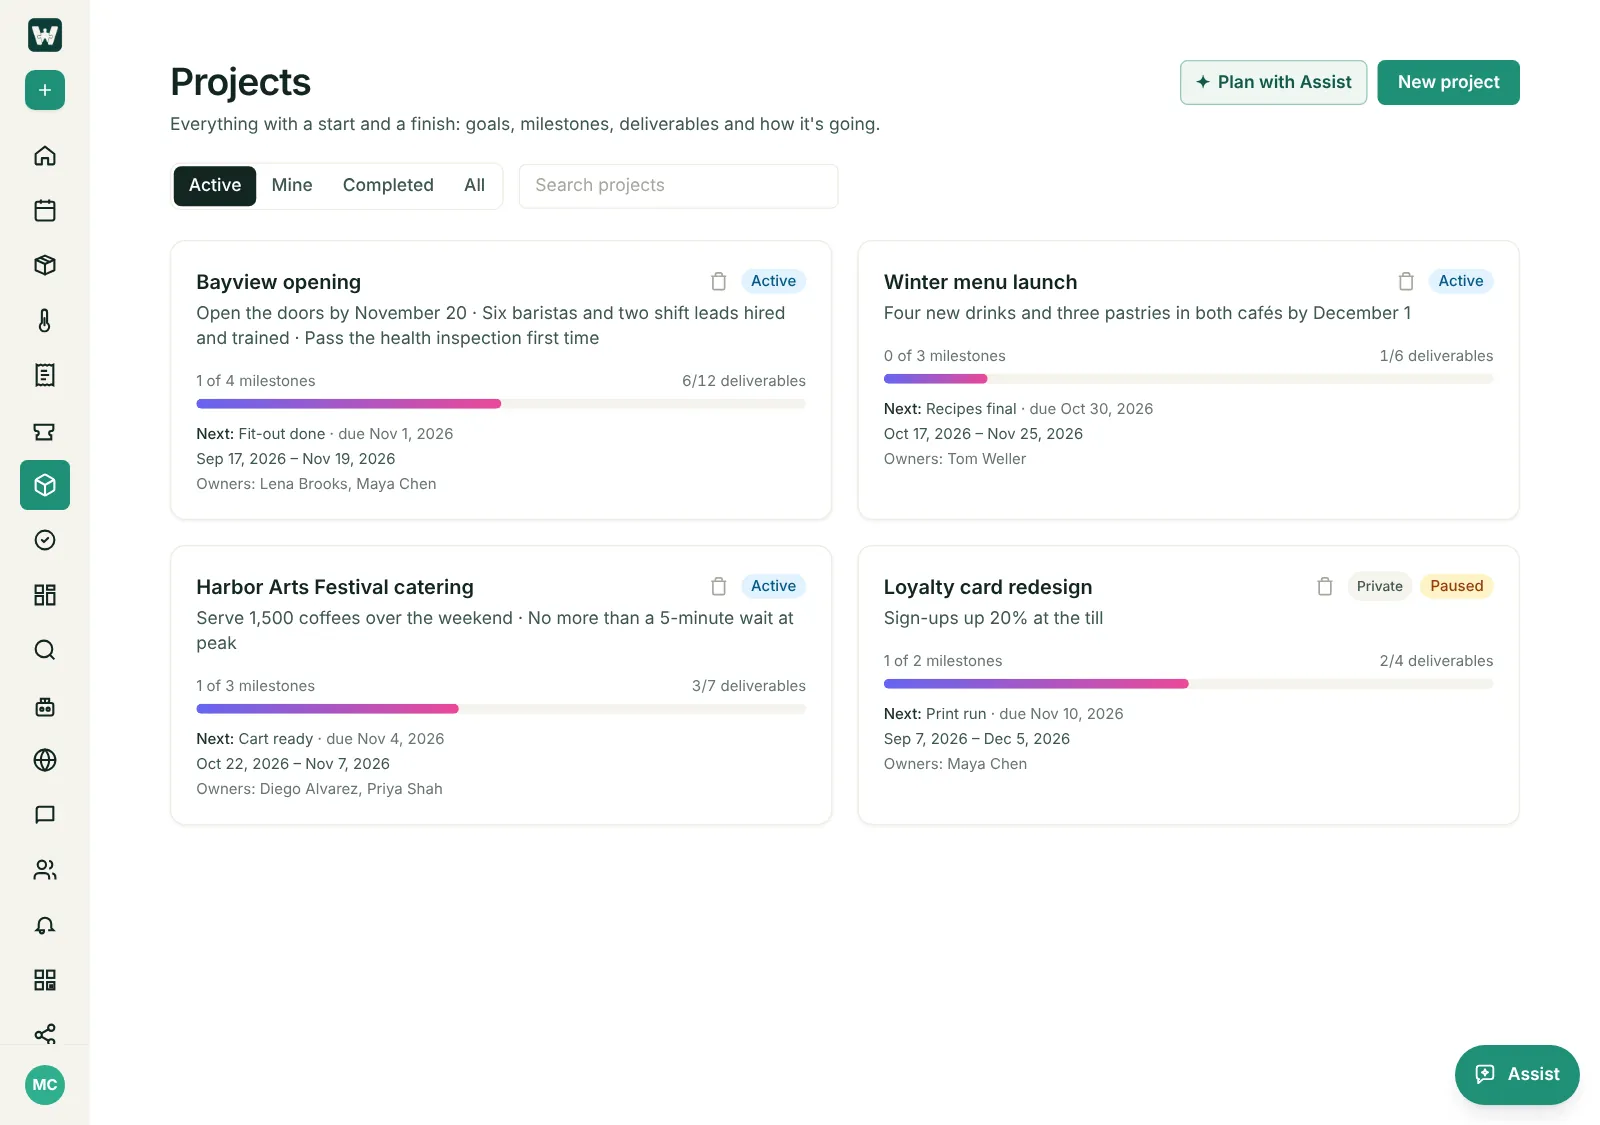 W
+
Projects
Everything with a start and a finish: goals, milestones, deliverables and how it's going.
Plan with Assist
New project
Active
Mine
Completed
All
Search projects
Bayview opening
Active
Open the doors by November 20 · Six baristas and two shift leads hired
and trained · Pass the health inspection first time
1 of 4 milestones
6/12 deliverables
Next: Fit-out done · due Nov 1, 2026
Sep 17, 2026 – Nov 19, 2026
Owners: Lena Brooks, Maya Chen
Winter menu launch
Active
Four new drinks and three pastries in both cafés by December 1
0 of 3 milestones
1/6 deliverables
Next: Recipes final · due Oct 30, 2026
Oct 17, 2026 – Nov 25, 2026
Owners: Tom Weller
Harbor Arts Festival catering
Active
Serve 1,500 coffees over the weekend · No more than a 5-minute wait at
peak
1 of 3 milestones
3/7 deliverables
Next: Cart ready · due Nov 4, 2026
Oct 22, 2026 – Nov 7, 2026
Owners: Diego Alvarez, Priya Shah
Loyalty card redesign
Private
Paused
Sign-ups up 20% at the till
1 of 2 milestones
2/4 deliverables
Next: Print run · due Nov 10, 2026
Sep 7, 2026 – Dec 5, 2026
Owners: Maya Chen
MC
Assist